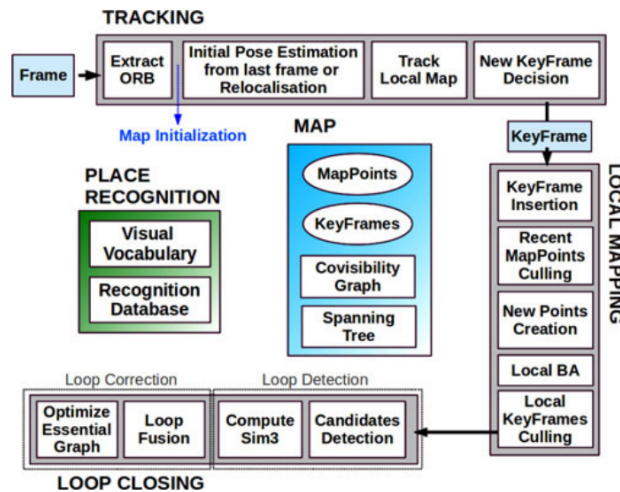 TRACKING
Frame
Extract
ORB
Initial Pose Estimation
from last frame or
Relocalisation
Track
Local Map
New KeyFrame
Decision
Map Initialization
KeyFrame
MAP
MapPoints
KeyFrames
Covisibility
Graph
Spanning
Tree
PLACE
RECOGNITION
Visual
Vocabulary
Recognition
Database
LOCAL MAPPING
KeyFrame
Insertion
Recent
MapPoints
Culling
New Points
Creation
Local BA
Local
KeyFrames
Culling
Loop Correction
Loop Detection
Optimize
Essential
Graph
Loop
Fusion
Compute
Sim3
Candidates
Detection
LOOP CLOSING